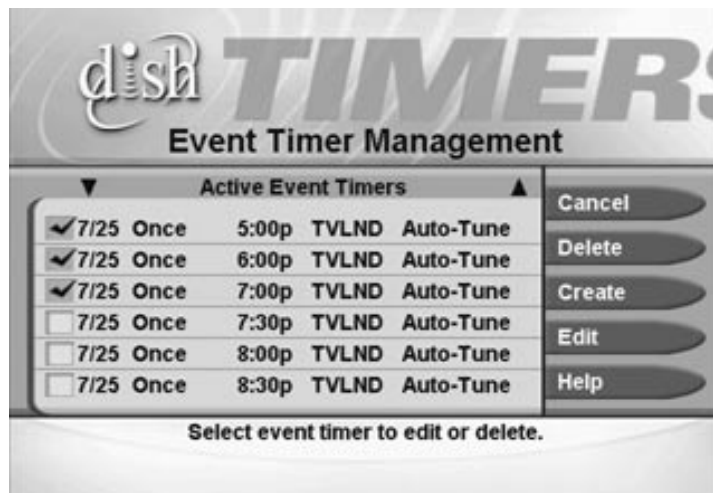 dish TIMERS
Event Timer Management
Active Event Timers
7/25 Once 5:00p TVLND Auto-Tune
7/25 Once 6:00p TVLND Auto-Tune
7/25 Once 7:00p TVLND Auto-Tune
7/25 Once 7:30p TVLND Auto-Tune
7/25 Once 8:00p TVLND Auto-Tune
7/25 Once 8:30p TVLND Auto-Tune
Cancel
Delete
Create
Edit
Help
Select event timer to edit or delete.